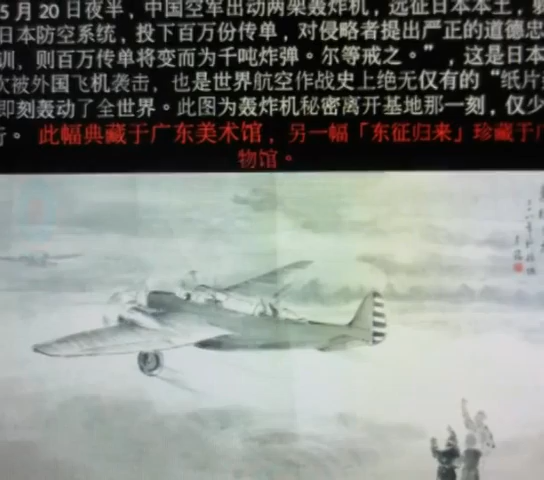 5月20日夜半，中国空军出动两架轰炸机，远征日本本土，
日本防空系统，投下百万份传单，对侵略者提出严正的道德忠
训，则百万传单将变而为千吨炸弹。尔等戒之。”，这是日本
次被外国飞机袭击，也是世界航空作战史上绝无仅有的“纸片
即刻轰动了全世界。此图为轰炸机秘密离开基地那一刻，仅少
行。 此幅典藏于广东美术馆，另一幅「东征归来」珍藏于广
物馆。